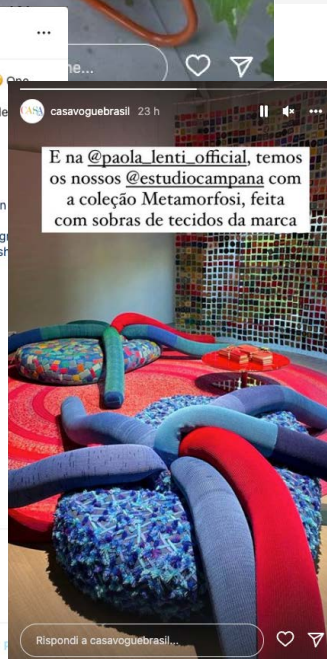 casavoguebrasil 23 h
E na @paola_lenti_official, temos
os nossos @estudiocampana com
a coleção Metamorfosi, feita
com sobras de tecidos da marca
Rispondi a casavoguebrasil...